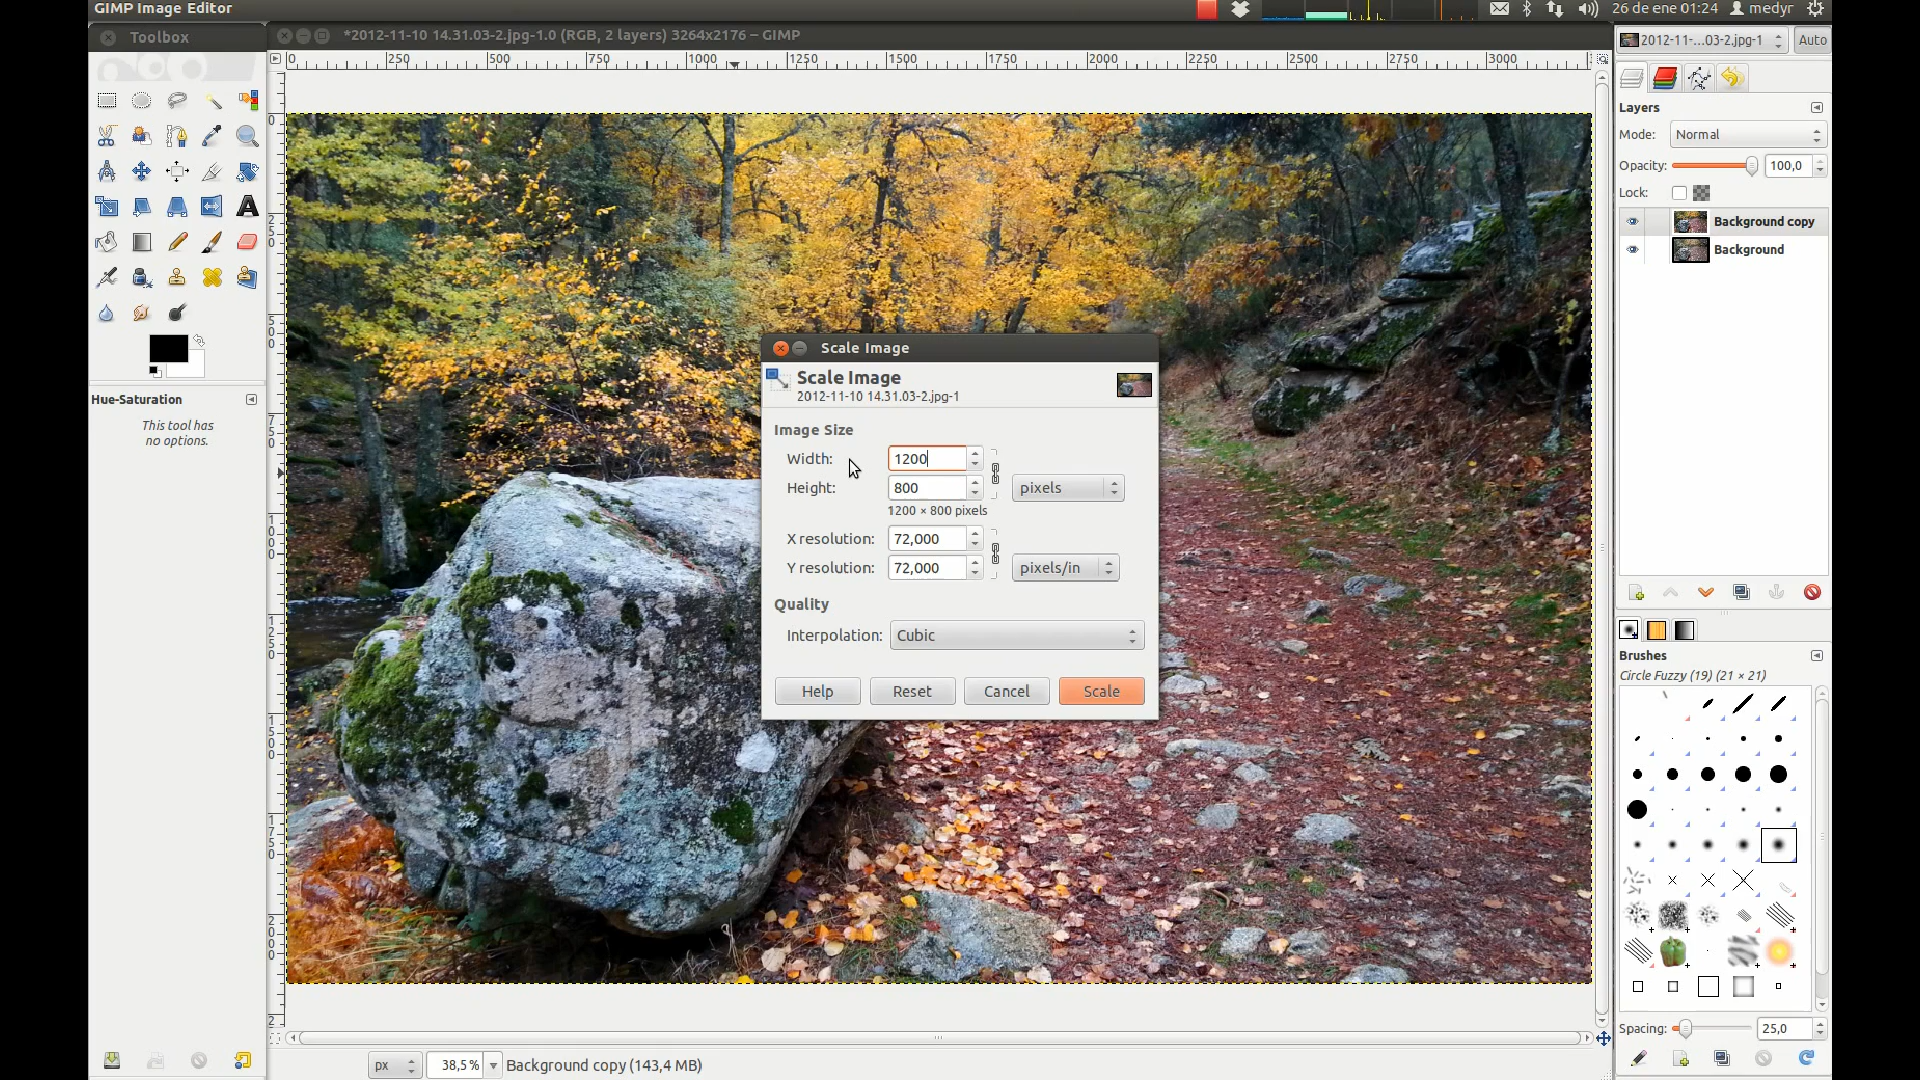 GIMP Image Editor
26 de ene 01:24
medyr
Toolbox
*2012-11-10 14.31.03-2.jpg-1.0 (RGB, 2 layers) 3264x2176 – GIMP
0 250 500 750 1000 1250 1500 1750 2000 2250 2500 2750 3000
Hue-Saturation
This tool has
no options.
Scale Image
Scale Image
2012-11-10 14.31.03-2.jpg-1
Image Size
Width: 1200
Height: 800 pixels
1200 × 800 pixels
X resolution: 72,000
Y resolution: 72,000 pixels/in
Quality
Interpolation: Cubic
Help Reset Cancel Scale
px 38,5% Background copy (143,4 MB)
2012-11-...03-2.jpg-1 Auto
Layers
Mode: Normal
Opacity: 100,0
Lock:
Background copy
Background
Brushes
Circle Fuzzy (19) (21 × 21)
Spacing: 25,0